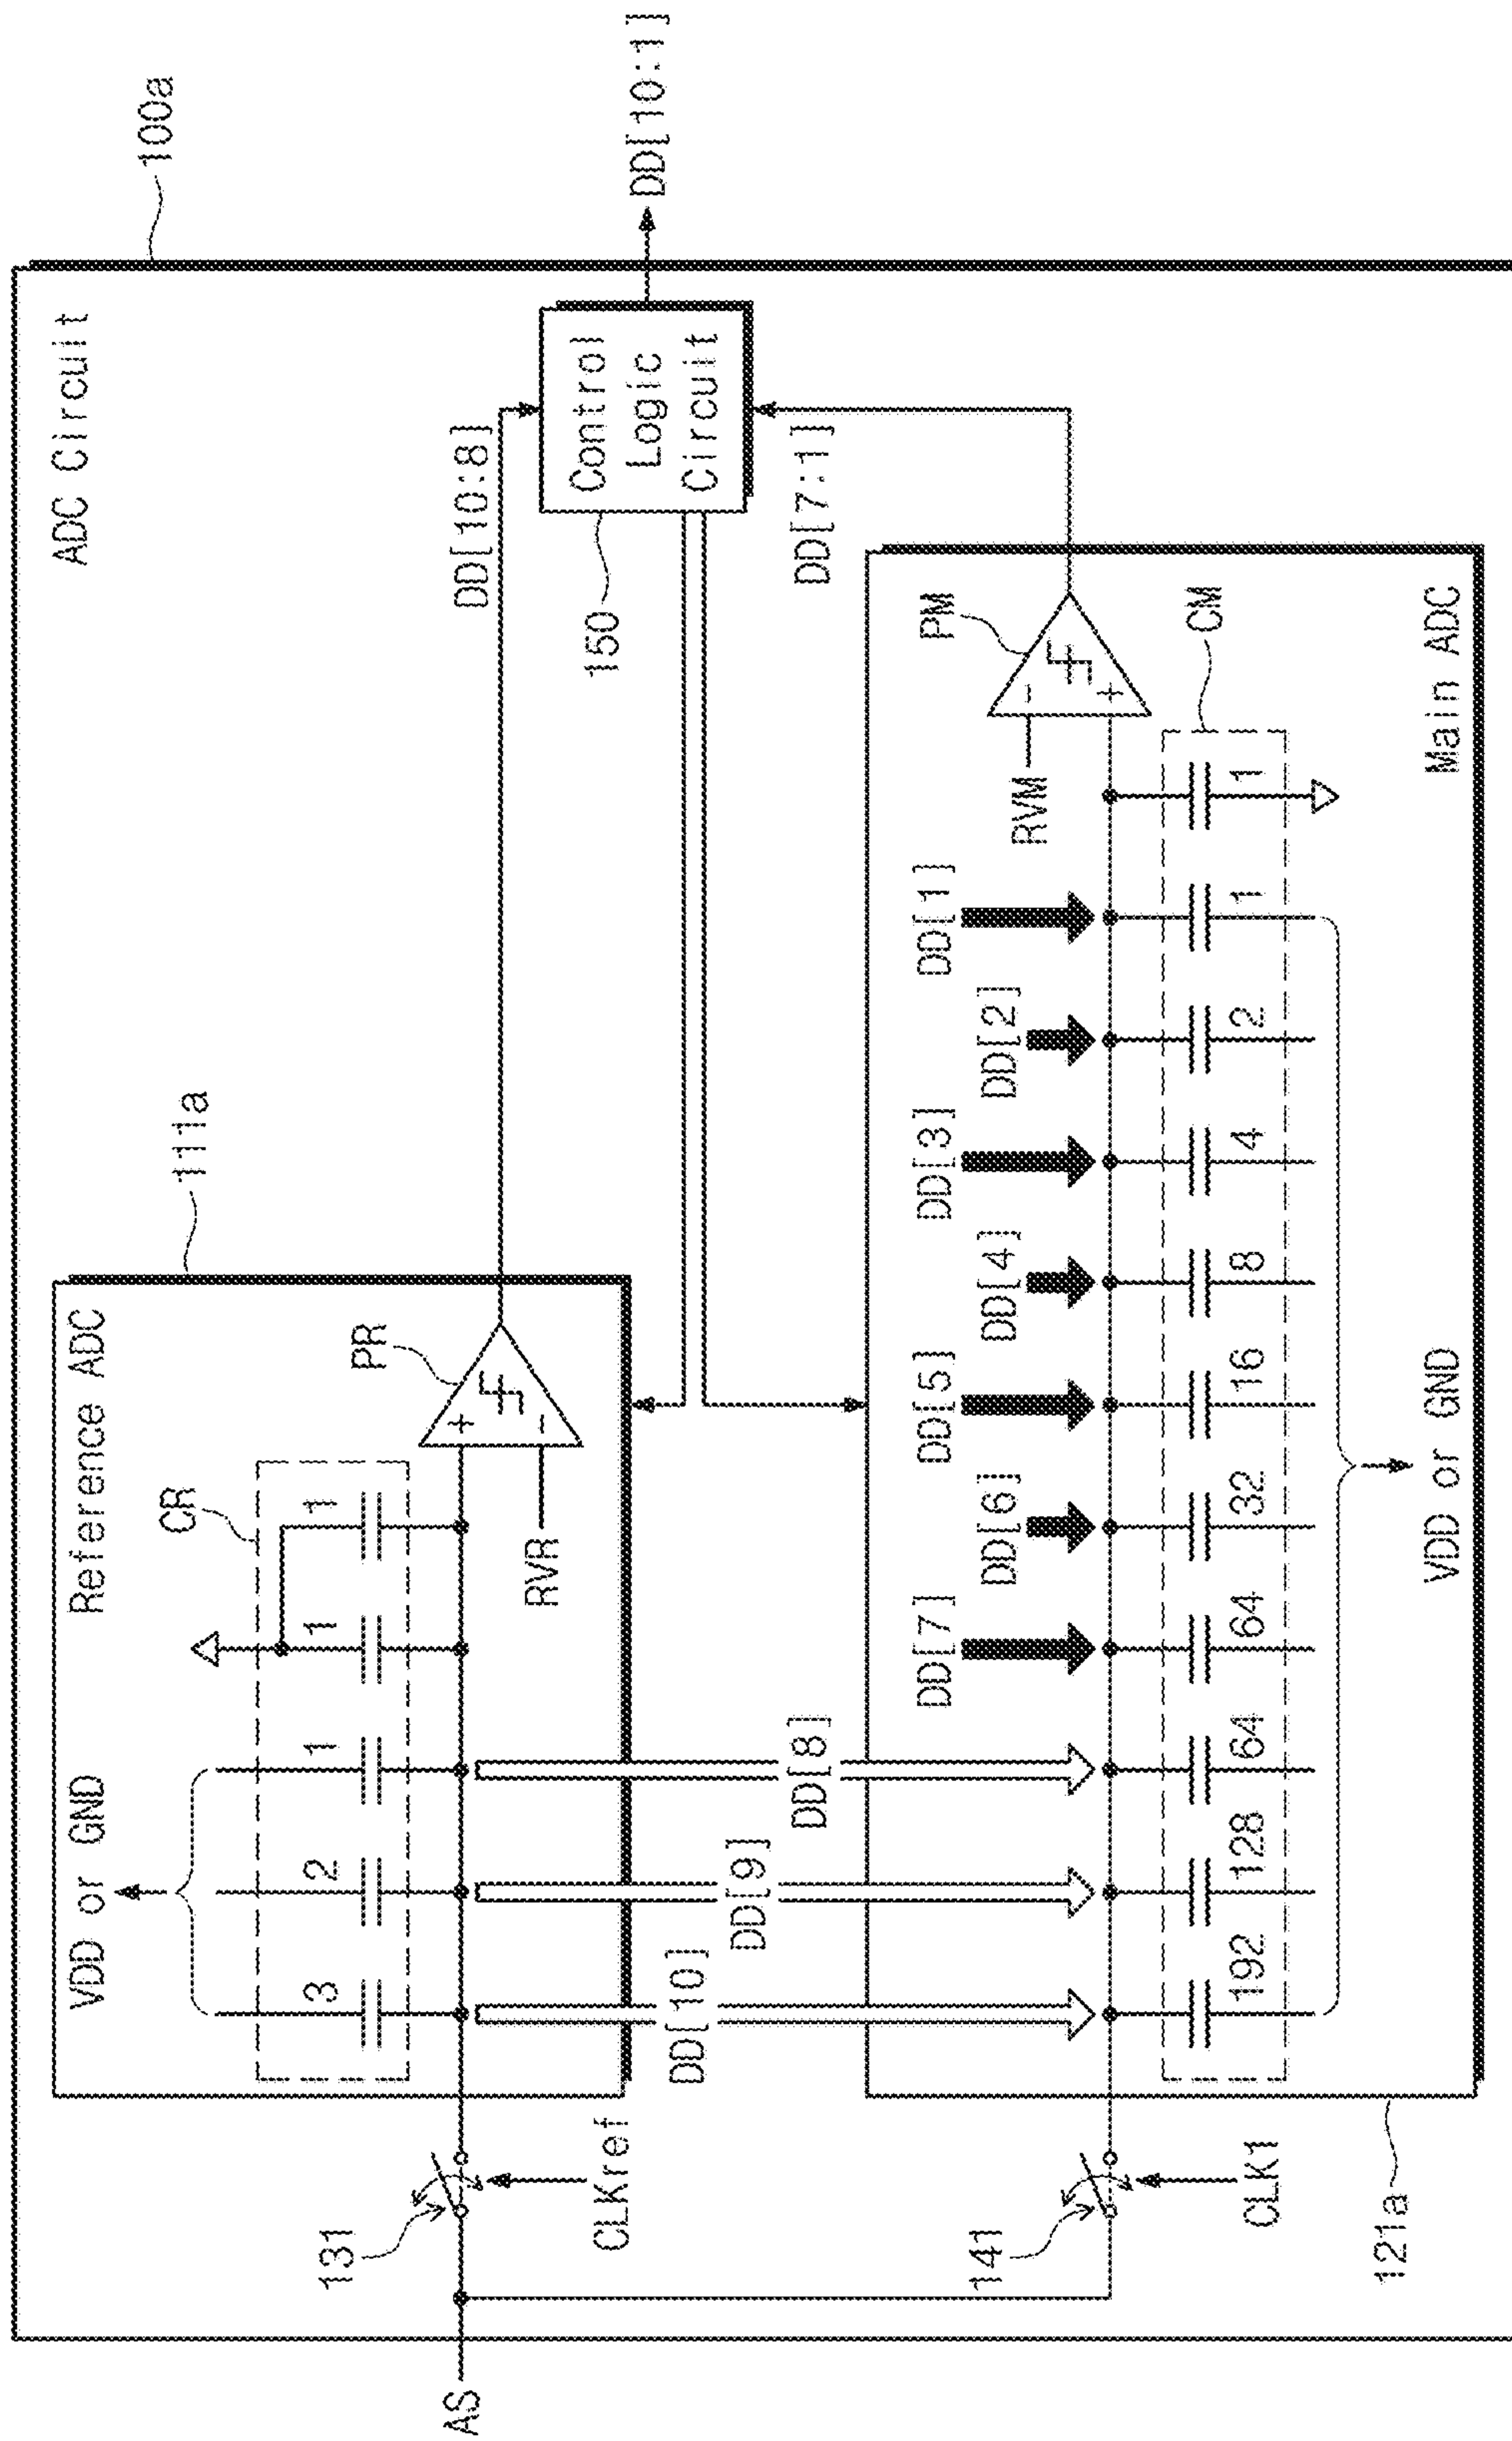 100a
ADC Circuit
111a
VDD or GND
Reference ADC
CR
3
2
1
1
1
PR
+
-
RVR
131
CLKref
AS
DD[10:8]
Control
Logic
Circuit
DD[10:1]
150
DD[7:1]
DD[10]
DD[9]
DD[8]
DD[7]
DD[6]
DD[5]
DD[4]
DD[3]
DD[2]
DD[1]
RVM
PM
-
+
141
CLK1
192
128
64
64
32
16
8
4
2
1
1
CM
VDD or GND
Main ADC
121a